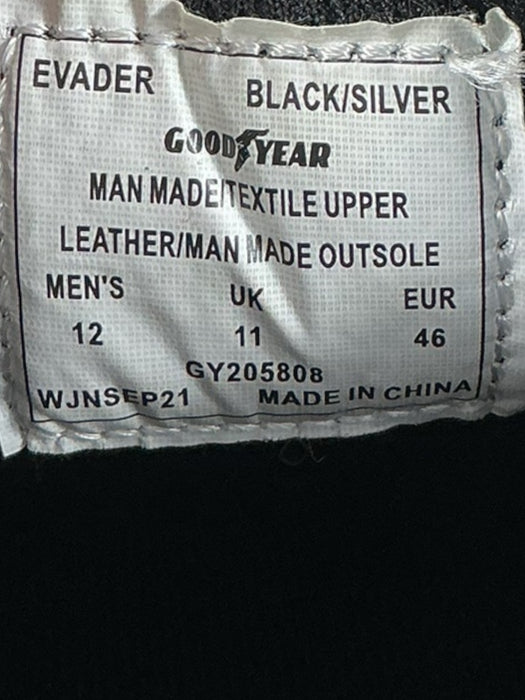 EVADER BLACK/SILVER
GOODYEAR
MAN MADE/TEXTILE UPPER
LEATHER/MAN MADE OUTSOLE
MEN'S UK EUR
12 11 46
GY205808
WJNSEP21 MADE IN CHINA